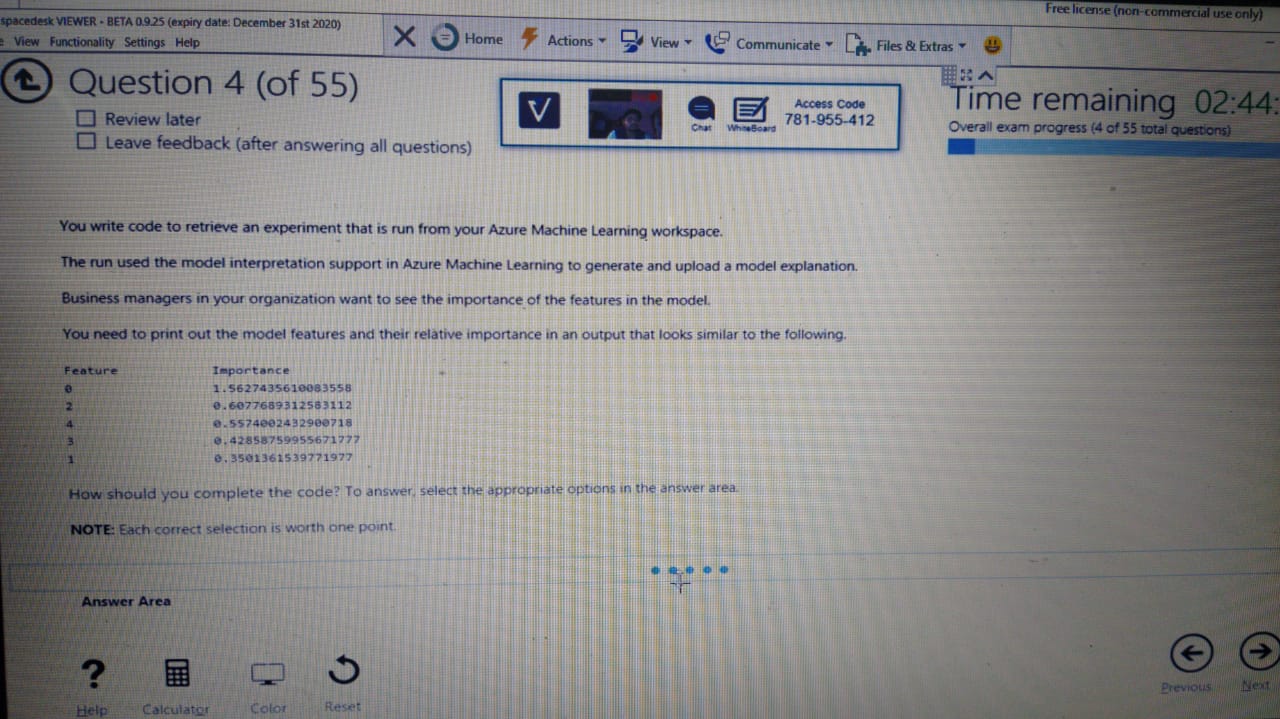 Free license (non-commercial use only)
spacedesk VIEWER - BETA 0.9.25 (expiry date: December 31st 2020)
View Functionality Settings Help
Home Actions View Communicate Files & Extras
Question 4 (of 55)
Review later
Leave feedback (after answering all questions)
V
Chat
WhiteBoard
Access Code
781-955-412
Time remaining 02:44:
Overall exam progress (4 of 55 total questions)
You write code to retrieve an experiment that is run from your Azure Machine Learning workspace.
The run used the model interpretation support in Azure Machine Learning to generate and upload a model explanation.
Business managers in your organization want to see the importance of the features in the model.
You need to print out the model features and their relative importance in an output that looks similar to the following.
Feature Importance
0 1.5627435610083558
2 0.6077689312583112
4 0.5574002432900718
3 0.42858759955671777
1 0.3501361539771977
How should you complete the code? To answer, select the appropriate options in the answer area.
NOTE: Each correct selection is worth one point.
Answer Area
?
Help Calculator Color Reset
Previous Next